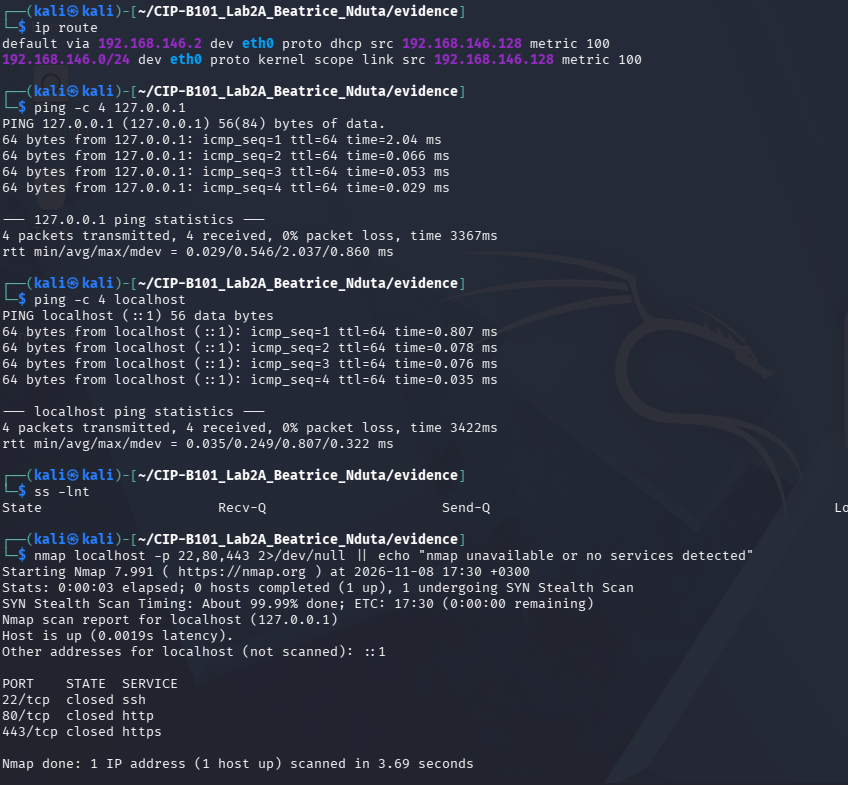 ┌──(kali㉿kali)-[~/CIP-B101_Lab2A_Beatrice_Nduta/evidence]
└─$ ip route
default via 192.168.146.2 dev eth0 proto dhcp src 192.168.146.128 metric 100
192.168.146.0/24 dev eth0 proto kernel scope link src 192.168.146.128 metric 100
┌──(kali㉿kali)-[~/CIP-B101_Lab2A_Beatrice_Nduta/evidence]
└─$ ping -c 4 127.0.0.1
PING 127.0.0.1 (127.0.0.1) 56(84) bytes of data.
64 bytes from 127.0.0.1: icmp_seq=1 ttl=64 time=2.04 ms
64 bytes from 127.0.0.1: icmp_seq=2 ttl=64 time=0.066 ms
64 bytes from 127.0.0.1: icmp_seq=3 ttl=64 time=0.053 ms
64 bytes from 127.0.0.1: icmp_seq=4 ttl=64 time=0.029 ms
--- 127.0.0.1 ping statistics ---
4 packets transmitted, 4 received, 0% packet loss, time 3367ms
rtt min/avg/max/mdev = 0.029/0.546/2.037/0.860 ms
┌──(kali㉿kali)-[~/CIP-B101_Lab2A_Beatrice_Nduta/evidence]
└─$ ping -c 4 localhost
PING localhost (::1) 56 data bytes
64 bytes from localhost (::1): icmp_seq=1 ttl=64 time=0.807 ms
64 bytes from localhost (::1): icmp_seq=2 ttl=64 time=0.078 ms
64 bytes from localhost (::1): icmp_seq=3 ttl=64 time=0.076 ms
64 bytes from localhost (::1): icmp_seq=4 ttl=64 time=0.035 ms
--- localhost ping statistics ---
4 packets transmitted, 4 received, 0% packet loss, time 3422ms
rtt min/avg/max/mdev = 0.035/0.249/0.807/0.322 ms
┌──(kali㉿kali)-[~/CIP-B101_Lab2A_Beatrice_Nduta/evidence]
└─$ ss -lnt
State Recv-Q Send-Q Lo
┌──(kali㉿kali)-[~/CIP-B101_Lab2A_Beatrice_Nduta/evidence]
└─$ nmap localhost -p 22,80,443 2>/dev/null || echo "nmap unavailable or no services detected"
Starting Nmap 7.991 ( https://nmap.org ) at 2026-11-08 17:30 +0300
Stats: 0:00:03 elapsed; 0 hosts completed (1 up), 1 undergoing SYN Stealth Scan
SYN Stealth Scan Timing: About 99.99% done; ETC: 17:30 (0:00:00 remaining)
Nmap scan report for localhost (127.0.0.1)
Host is up (0.0019s latency).
Other addresses for localhost (not scanned): ::1
PORT STATE SERVICE
22/tcp closed ssh
80/tcp closed http
443/tcp closed https
Nmap done: 1 IP address (1 host up) scanned in 3.69 seconds